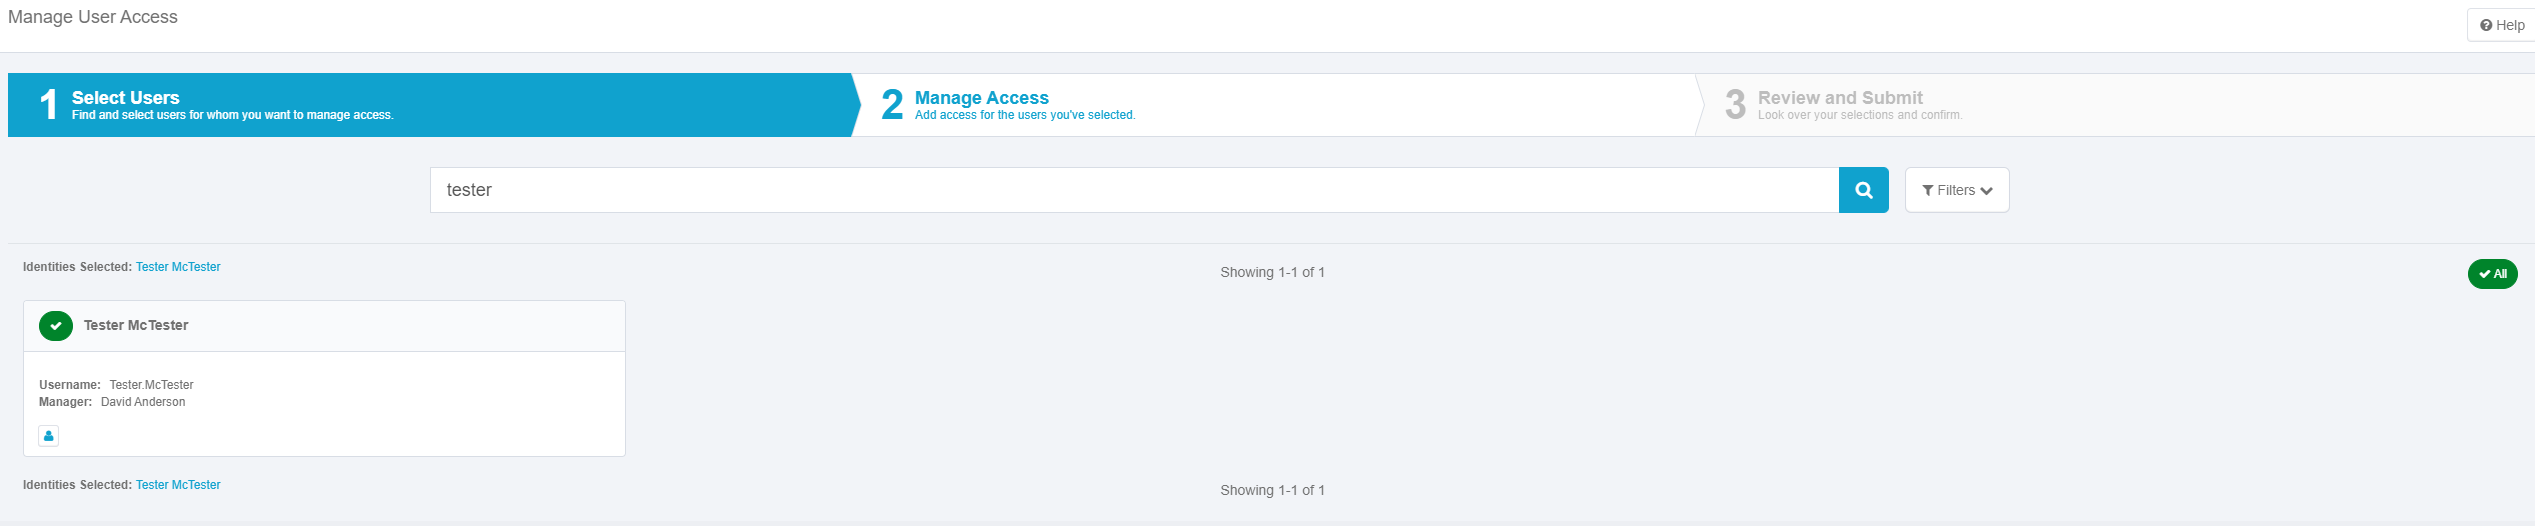 Manage User Access
Help
1 Select Users
Find and select users for whom you want to manage access.
2 Manage Access
Add access for the users you've selected.
3 Review and Submit
Look over your selections and confirm.
tester
Filters
Identities Selected: Tester McTester
Showing 1-1 of 1
All
Tester McTester
Username: Tester.McTester
Manager: David Anderson
Identities Selected: Tester McTester
Showing 1-1 of 1